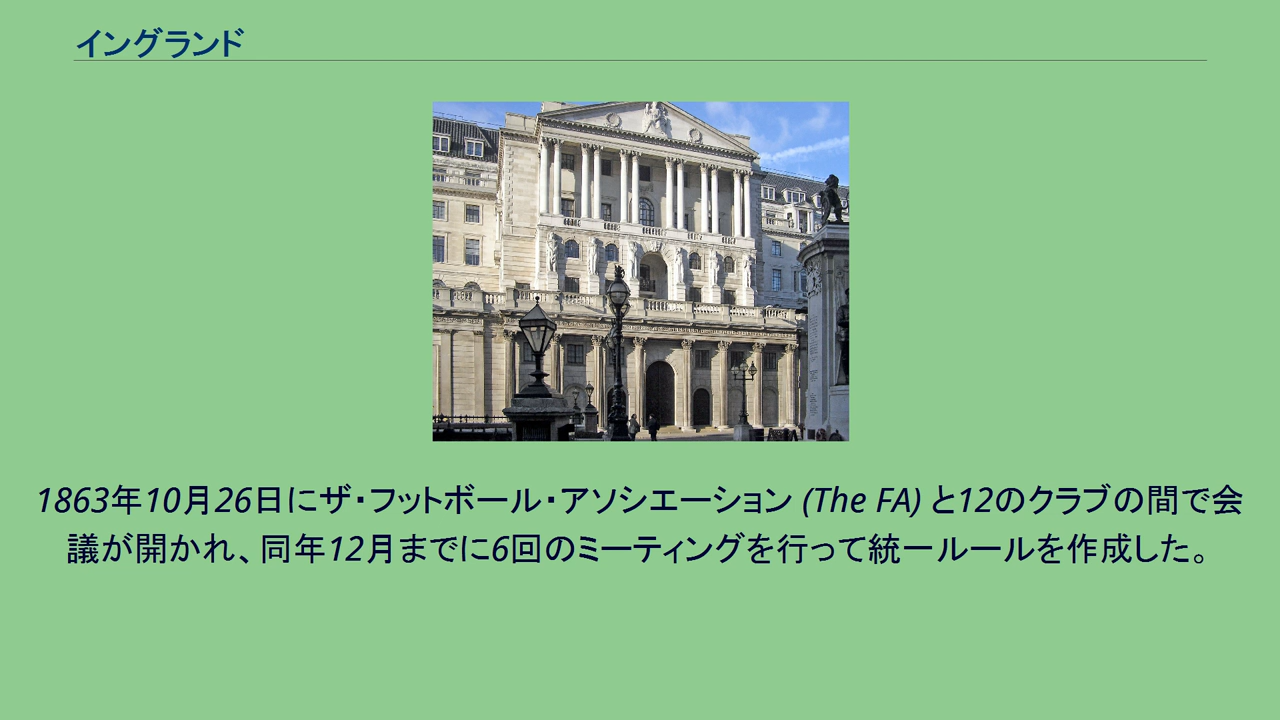 イングランド
1863年10月26日にザ・フットボール・アソシエーション (The FA) と12のクラブの間で会
議が開かれ、同年12月までに6回のミーティングを行って統一ルールを作成した。